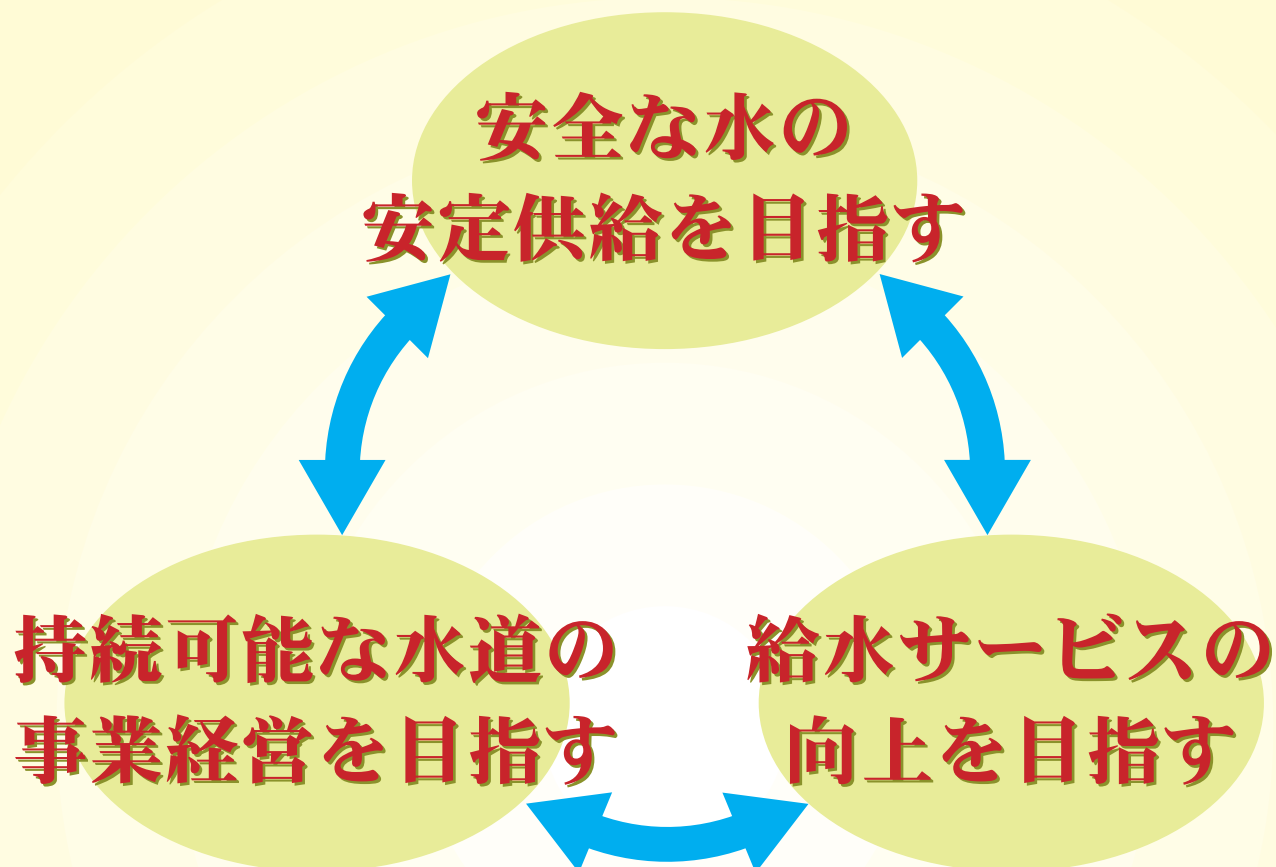 安全な水の
安定供給を目指す
持続可能な水道の
事業経営を目指す
給水サービスの
向上を目指す